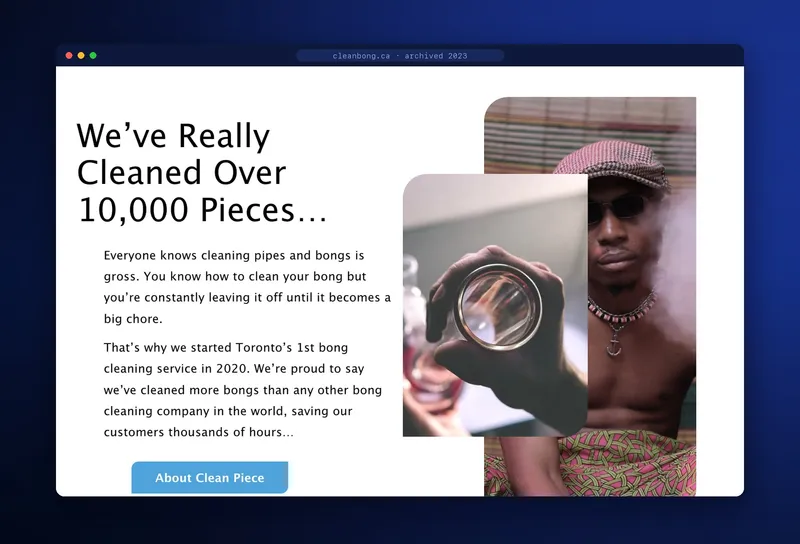 cleanbong.ca · archived 2023
We’ve Really
Cleaned Over
10,000 Pieces…
Everyone knows cleaning pipes and bongs is
gross. You know how to clean your bong but
you’re constantly leaving it off until it becomes a
big chore.
That’s why we started Toronto’s 1st bong
cleaning service in 2020. We’re proud to say
we’ve cleaned more bongs than any other bong
cleaning company in the world, saving our
customers thousands of hours…
About Clean Piece